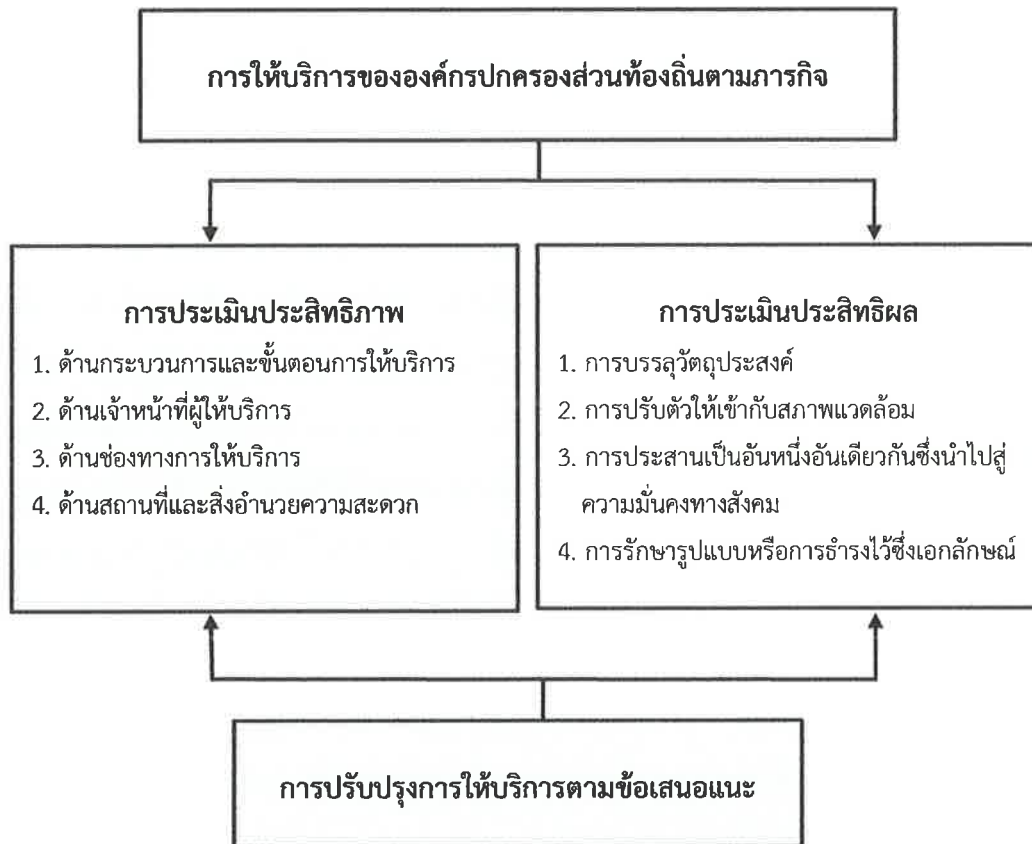 การให้บริการขององค์กรปกครองส่วนท้องถิ่นตามภารกิจ
การประเมินประสิทธิภาพ
1. ด้านกระบวนการและขั้นตอนการให้บริการ
2. ด้านเจ้าหน้าที่ผู้ให้บริการ
3. ด้านช่องทางการให้บริการ
4. ด้านสถานที่และสิ่งอำนวยความสะดวก
การประเมินประสิทธิผล
1. การบรรลุวัตถุประสงค์
2. การปรับตัวให้เข้ากับสภาพแวดล้อม
3. การประสานเป็นอันหนึ่งอันเดียวกันซึ่งนำไปสู่
ความมั่นคงทางสังคม
4. การรักษารูปแบบหรือการธำรงไว้ซึ่งเอกลักษณ์
การปรับปรุงการให้บริการตามข้อเสนอแนะ